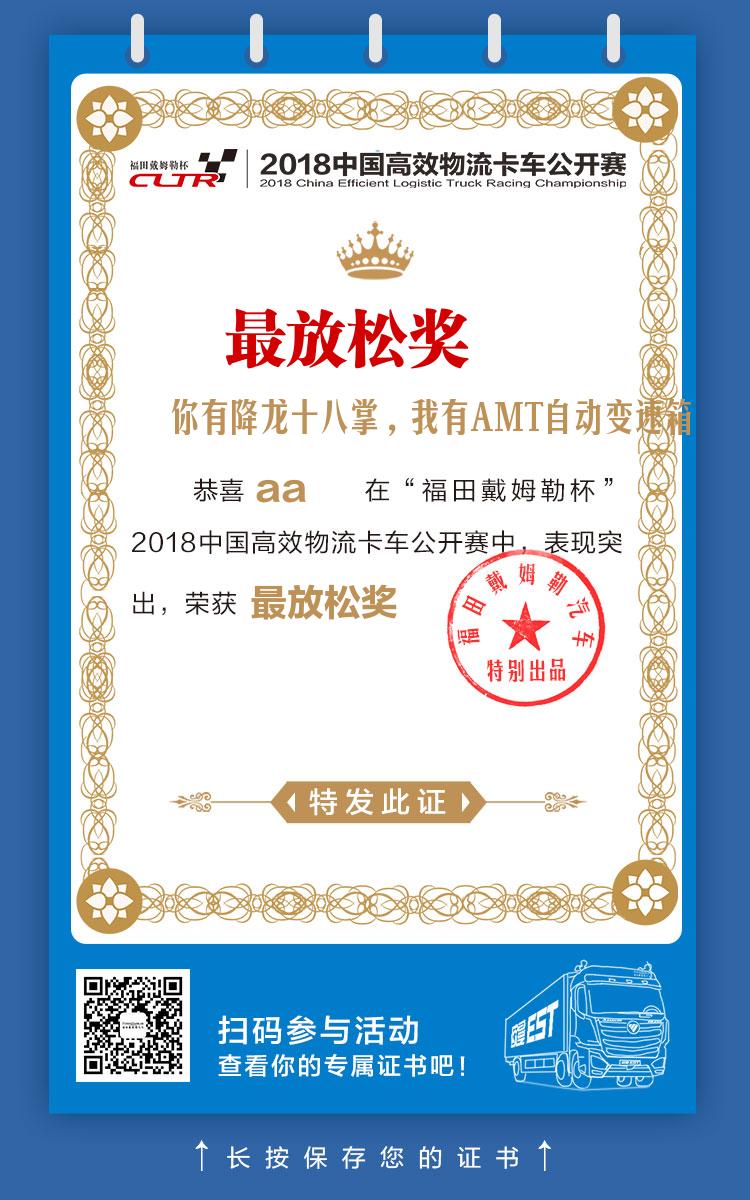 福田戴姆勒杯
CLTR
2018中国高效物流卡车公开赛
2018 China Efficient Logistic Truck Racing Championship
最放松奖
你有降龙十八掌，我有AMT自动变速箱
恭喜 aa 在“福田戴姆勒杯”
2018中国高效物流卡车公开赛中，表现突
出，荣获 最放松奖
福田戴姆勒汽车
特别出品
特发此证
扫码参与活动
查看你的专属证书吧！
EST
↑长按保存您的证书↑